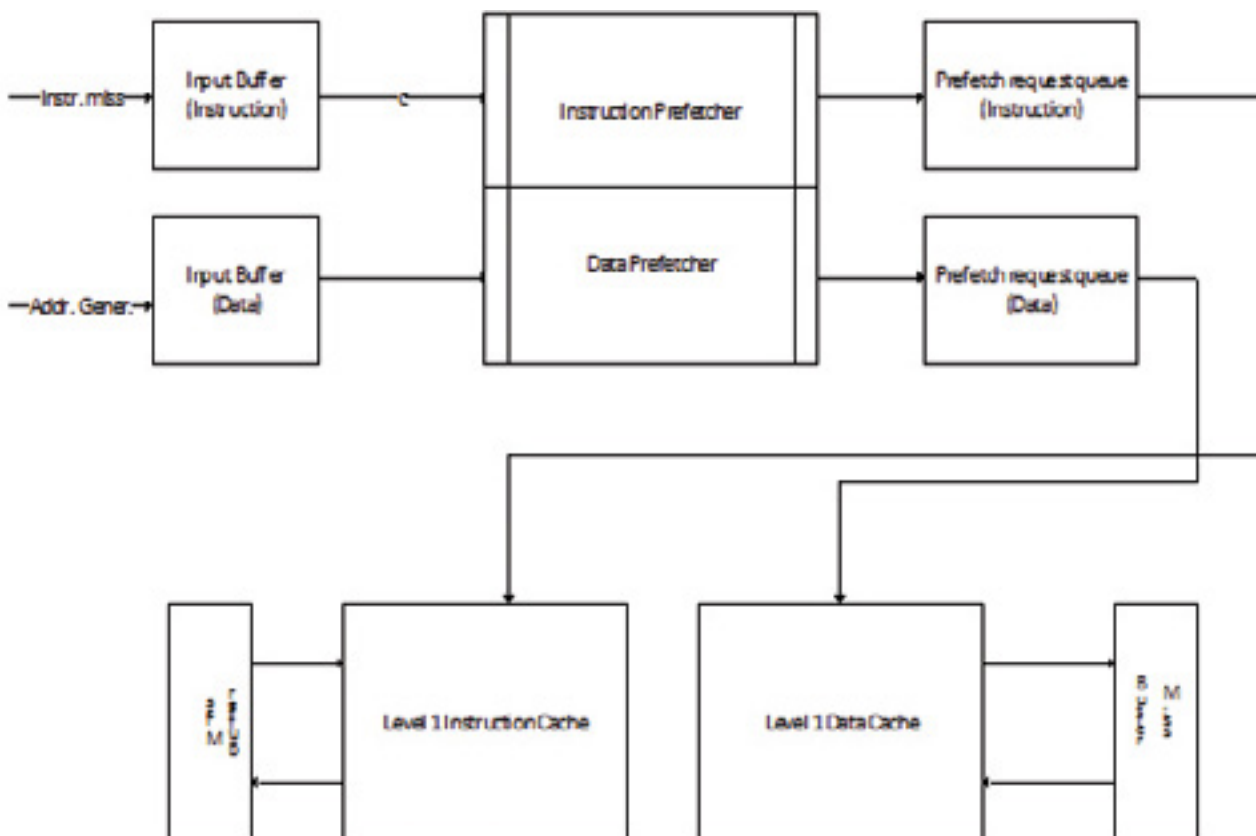 Instr. miss
Input Buffer
(Instruction)
Instruction Prefetcher
Prefetch request queue
(Instruction)
Addr. Gener.
Input Buffer
(Data)
Data Prefetcher
Prefetch request queue
(Data)
Level 1 Instruction Cache
Level 1 Data Cache